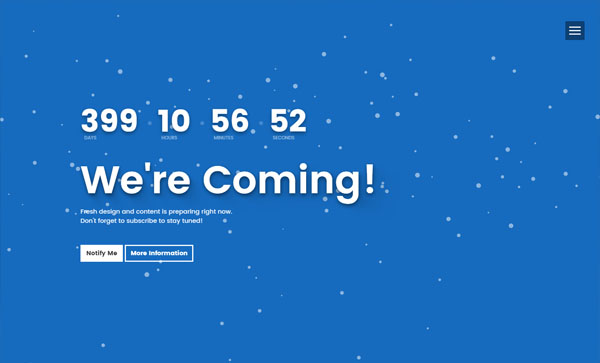 399 10 56 52
DAYS HOURS MINUTES SECONDS
We're Coming!
Fresh design and content is preparing right now.
Don't forget to subscribe to stay tuned!
Notify Me More Information